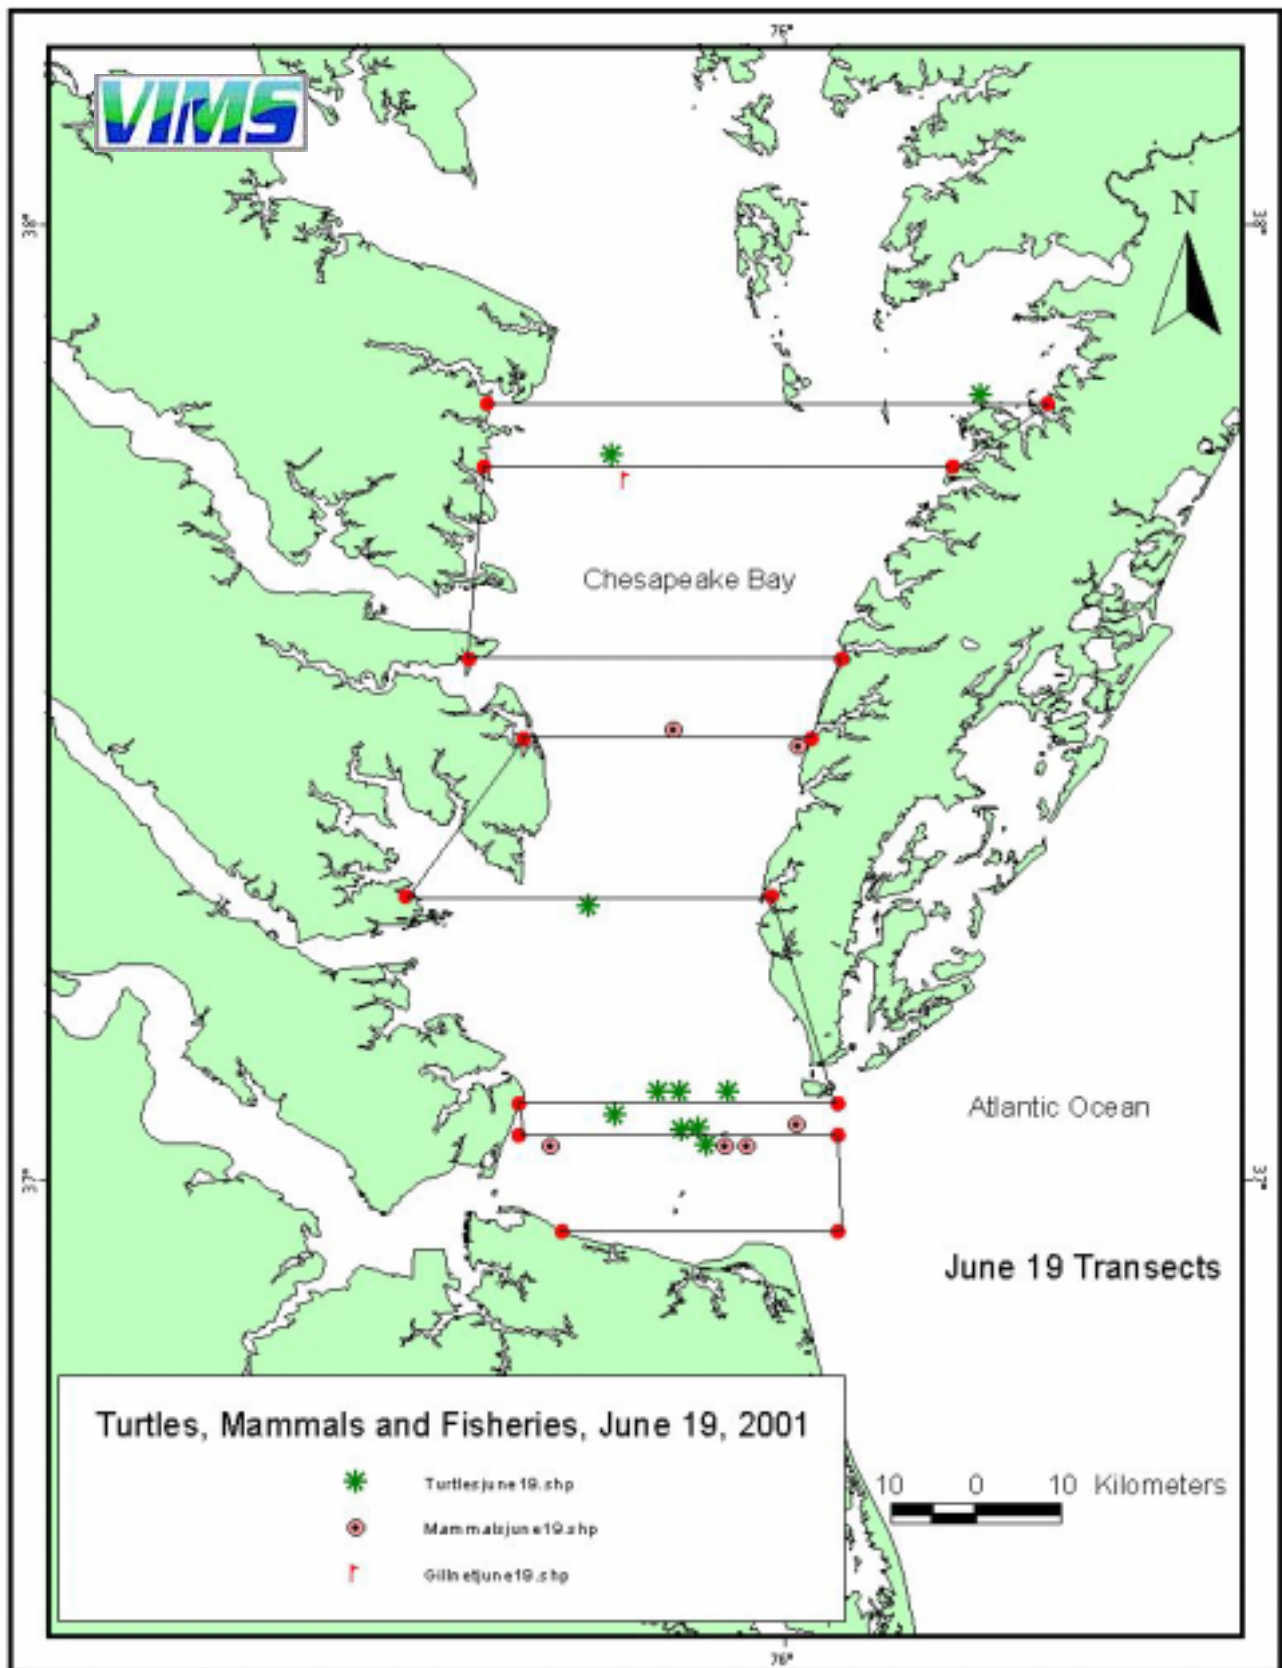 76°
VIMS
38°
38°
N
Chesapeake Bay
Atlantic Ocean
37°
37°
June 19 Transects
Turtles, Mammals and Fisheries, June 19, 2001
Turtlesjune19.shp
Mammalsjune19.shp
Gillnetjune19.shp
10 0 10 Kilometers
76°